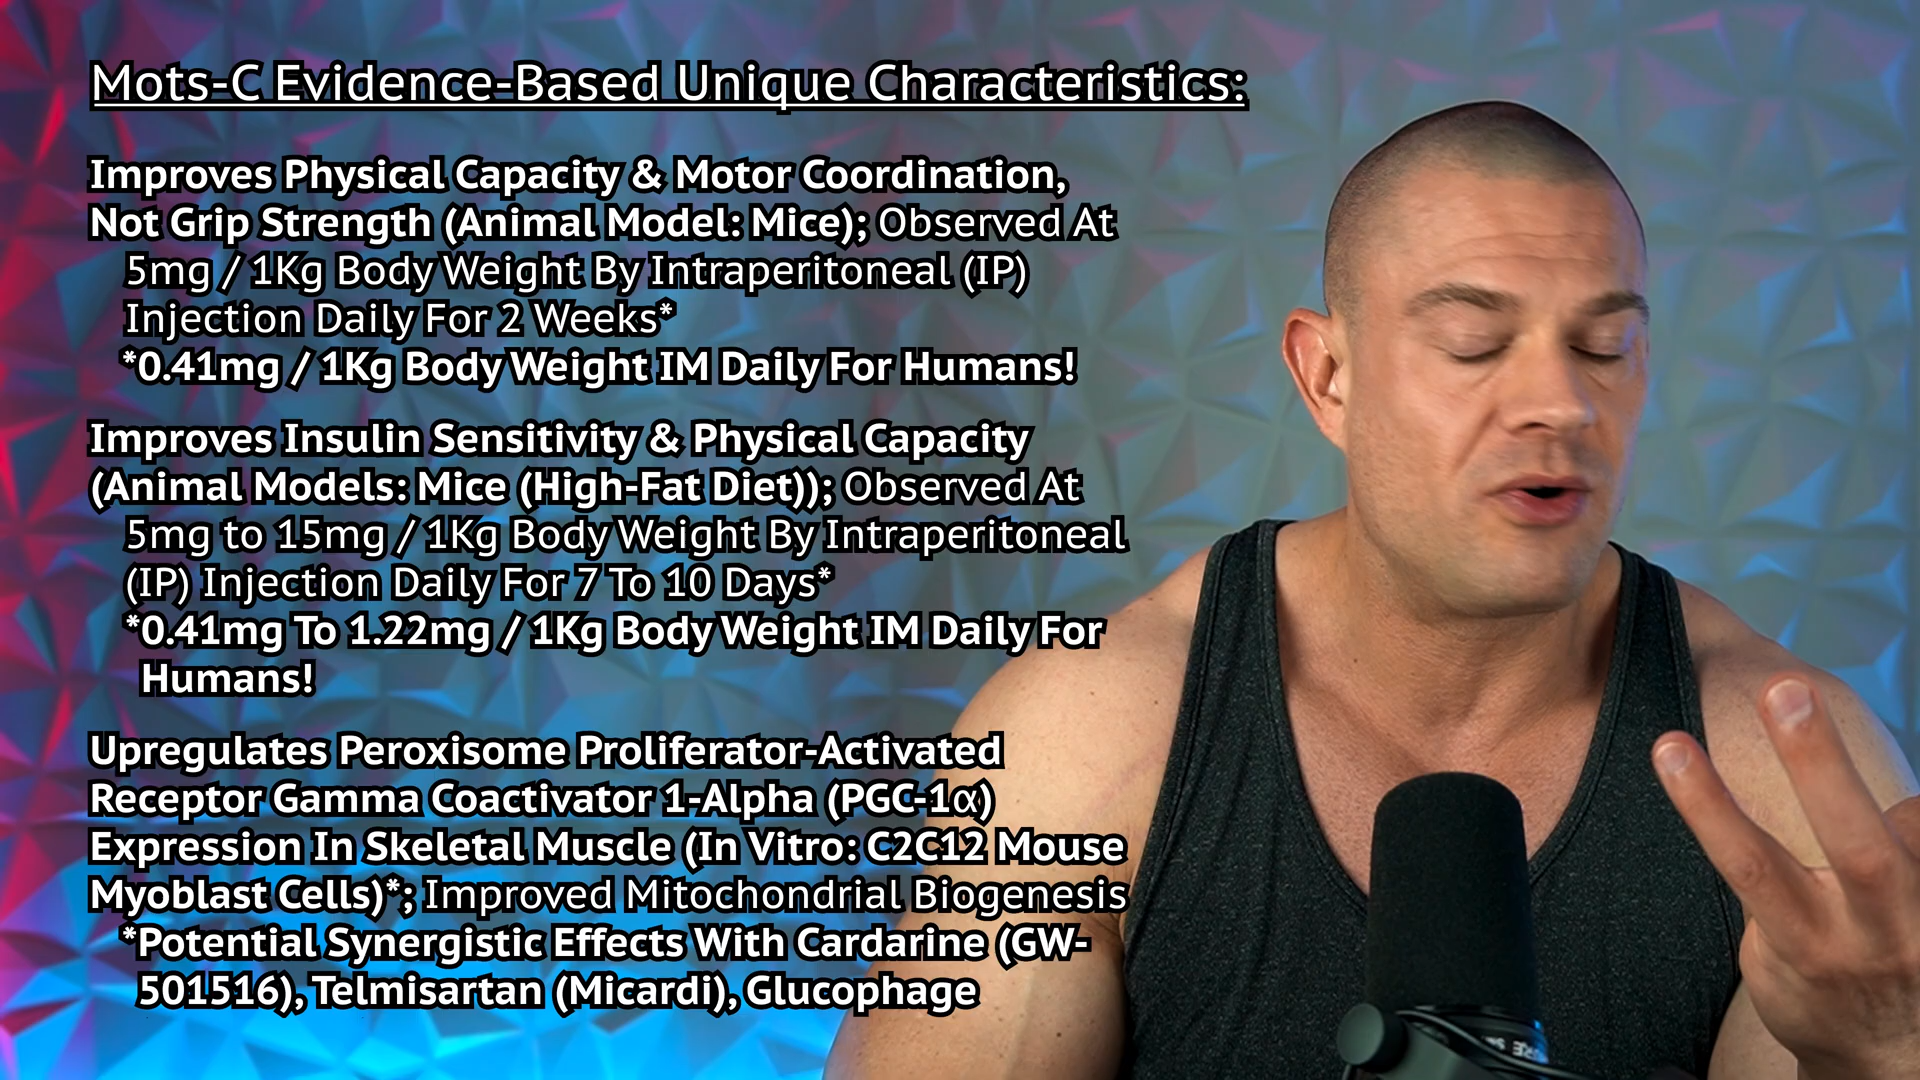 Mots-C Evidence-Based Unique Characteristics:
Improves Physical Capacity & Motor Coordination,
Not Grip Strength (Animal Model: Mice); Observed At
5mg / 1Kg Body Weight By Intraperitoneal (IP)
Injection Daily For 2 Weeks*
*0.41mg / 1Kg Body Weight IM Daily For Humans!
Improves Insulin Sensitivity & Physical Capacity
(Animal Models: Mice (High-Fat Diet)); Observed At
5mg to 15mg / 1Kg Body Weight By Intraperitoneal
(IP) Injection Daily For 7 To 10 Days*
*0.41mg To 1.22mg / 1Kg Body Weight IM Daily For
Humans!
Upregulates Peroxisome Proliferator-Activated
Receptor Gamma Coactivator 1-Alpha (PGC-1α)
Expression In Skeletal Muscle (In Vitro: C2C12 Mouse
Myoblast Cells)*; Improved Mitochondrial Biogenesis
*Potential Synergistic Effects With Cardarine (GW-
501516), Telmisartan (Micardi), Glucophage